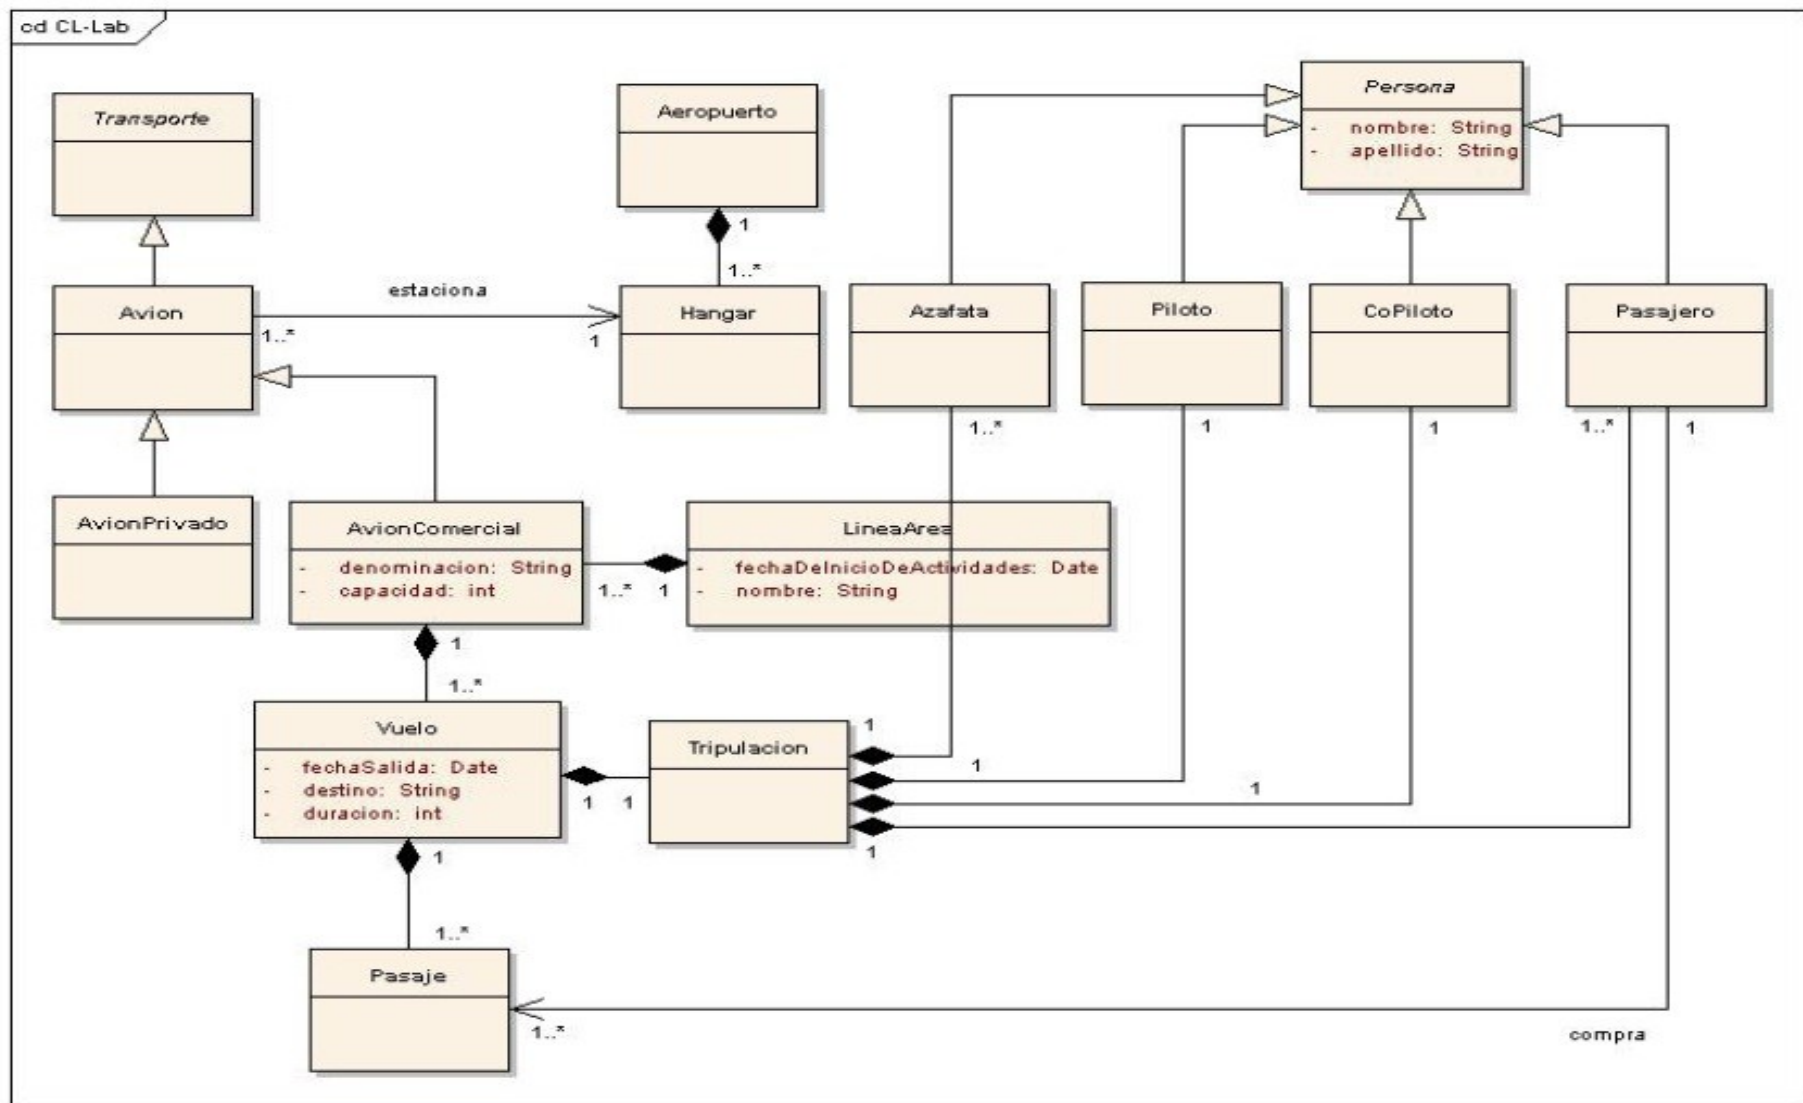 cd CL-Lab
Transporte
Aeropuerto
Persona
- nombre: String
- apellido: String
1
1..*
Avion
estaciona
1..*
1
Hangar
Azafata
Piloto
CoPiloto
Pasajero
1..*
1
1
1..*
1
AvionPrivado
AvionComercial
- denominacion: String
- capacidad: int
1..*
1
LineaArea
- fechaDeInicioDeActividades: Date
- nombre: String
1
1..*
Vuelo
- fechaSalida: Date
- destino: String
- duracion: int
1
1
Tripulacion
1
1
1
1
1
1..*
Pasaje
1..*
compra